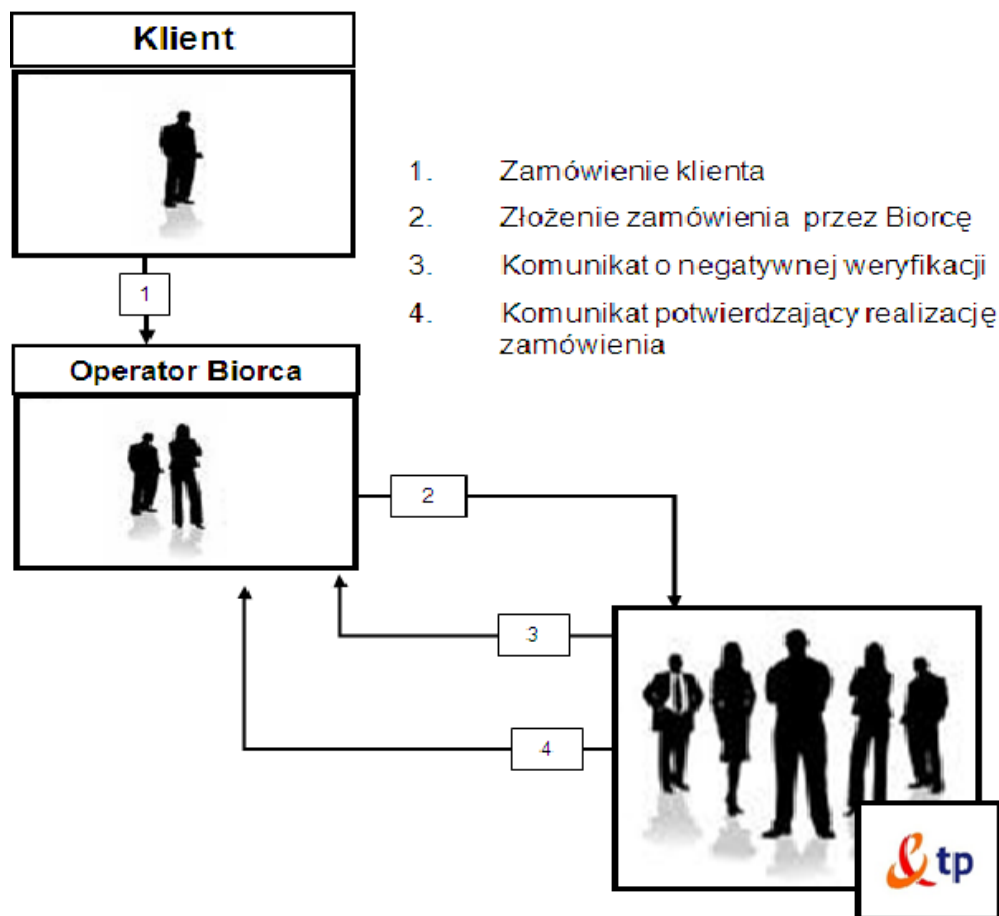 Klient
1. Zamówienie klienta
2. Złożenie zamówienia przez Biorcę
3. Komunikat o negatywnej weryfikacji
4. Komunikat potwierdzający realizację
zamówienia
1
Operator Biorca
2
3
4
tp